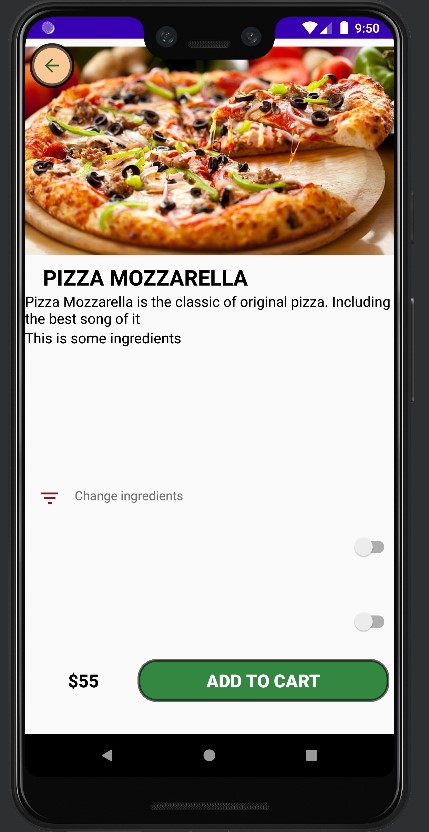 9:50
PIZZA MOZZARELLA
Pizza Mozzarella is the classic of original pizza. Including
the best song of it
This is some ingredients
Change ingredients
$55
ADD TO CART